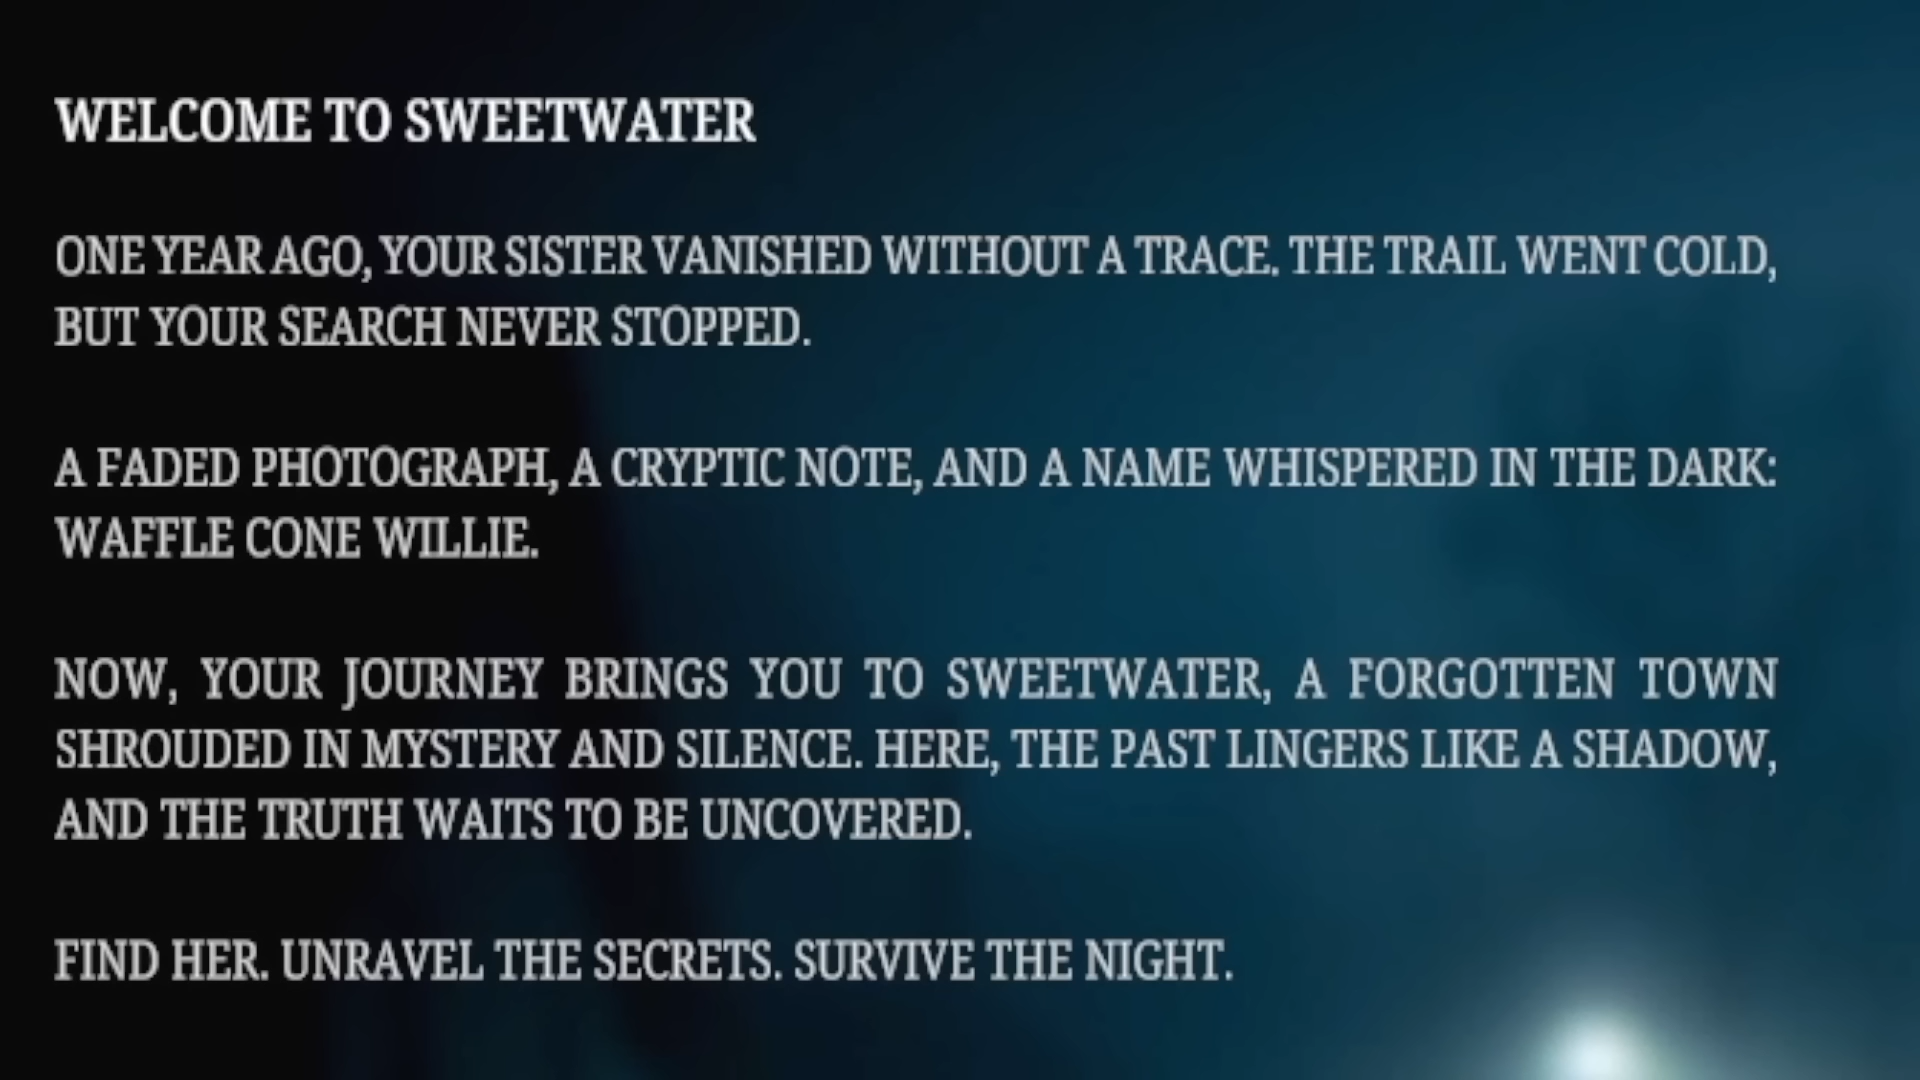 WELCOME TO SWEETWATER
ONE YEAR AGO, YOUR SISTER VANISHED WITHOUT A TRACE. THE TRAIL WENT COLD,
BUT YOUR SEARCH NEVER STOPPED.
A FADED PHOTOGRAPH, A CRYPTIC NOTE, AND A NAME WHISPERED IN THE DARK:
WAFFLE CONE WILLIE.
NOW, YOUR JOURNEY BRINGS YOU TO SWEETWATER, A FORGOTTEN TOWN
SHROUDED IN MYSTERY AND SILENCE. HERE, THE PAST LINGERS LIKE A SHADOW,
AND THE TRUTH WAITS TO BE UNCOVERED.
FIND HER. UNRAVEL THE SECRETS. SURVIVE THE NIGHT.